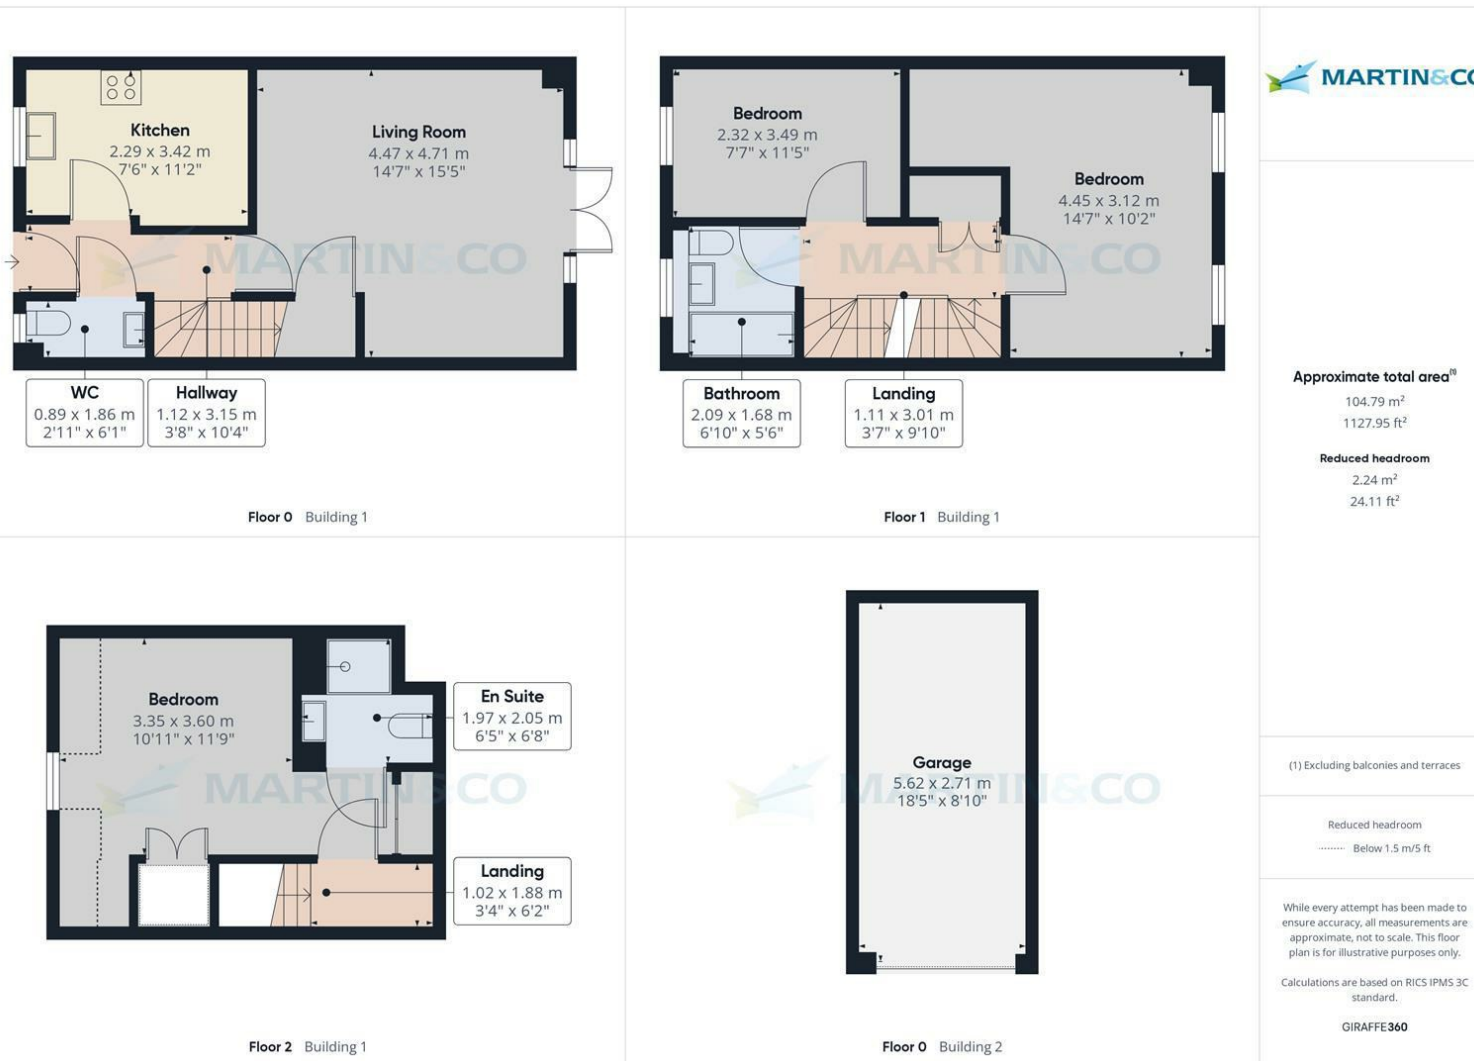 Kitchen
2.29 x 3.42 m
7'6" x 11'2"
Living Room
4.47 x 4.71 m
14'7" x 15'5"
MARTIN&CO
WC
0.89 x 1.86 m
2'11" x 6'1"
Hallway
1.12 x 3.15 m
3'8" x 10'4"
Floor 0 Building 1
Bedroom
2.32 x 3.49 m
7'7" x 11'5"
Bedroom
4.45 x 3.12 m
14'7" x 10'2"
MARTIN&CO
Bathroom
2.09 x 1.68 m
6'10" x 5'6"
Landing
1.11 x 3.01 m
3'7" x 9'10"
Floor 1 Building 1
Bedroom
3.35 x 3.60 m
10'11" x 11'9"
En Suite
1.97 x 2.05 m
6'5" x 6'8"
MARTIN&CO
Landing
1.02 x 1.88 m
3'4" x 6'2"
Floor 2 Building 1
Garage
5.62 x 2.71 m
18'5" x 8'10"
MARTIN&CO
Floor 0 Building 2
MARTIN&CO
Approximate total area(1)
104.79 m²
1127.95 ft²
Reduced headroom
2.24 m²
24.11 ft²
(1) Excluding balconies and terraces
Reduced headroom
Below 1.5 m/5 ft
While every attempt has been made to
ensure accuracy, all measurements are
approximate, not to scale. This floor
plan is for illustrative purposes only.
Calculations are based on RICS IPMS 3C
standard.
GIRAFFE360